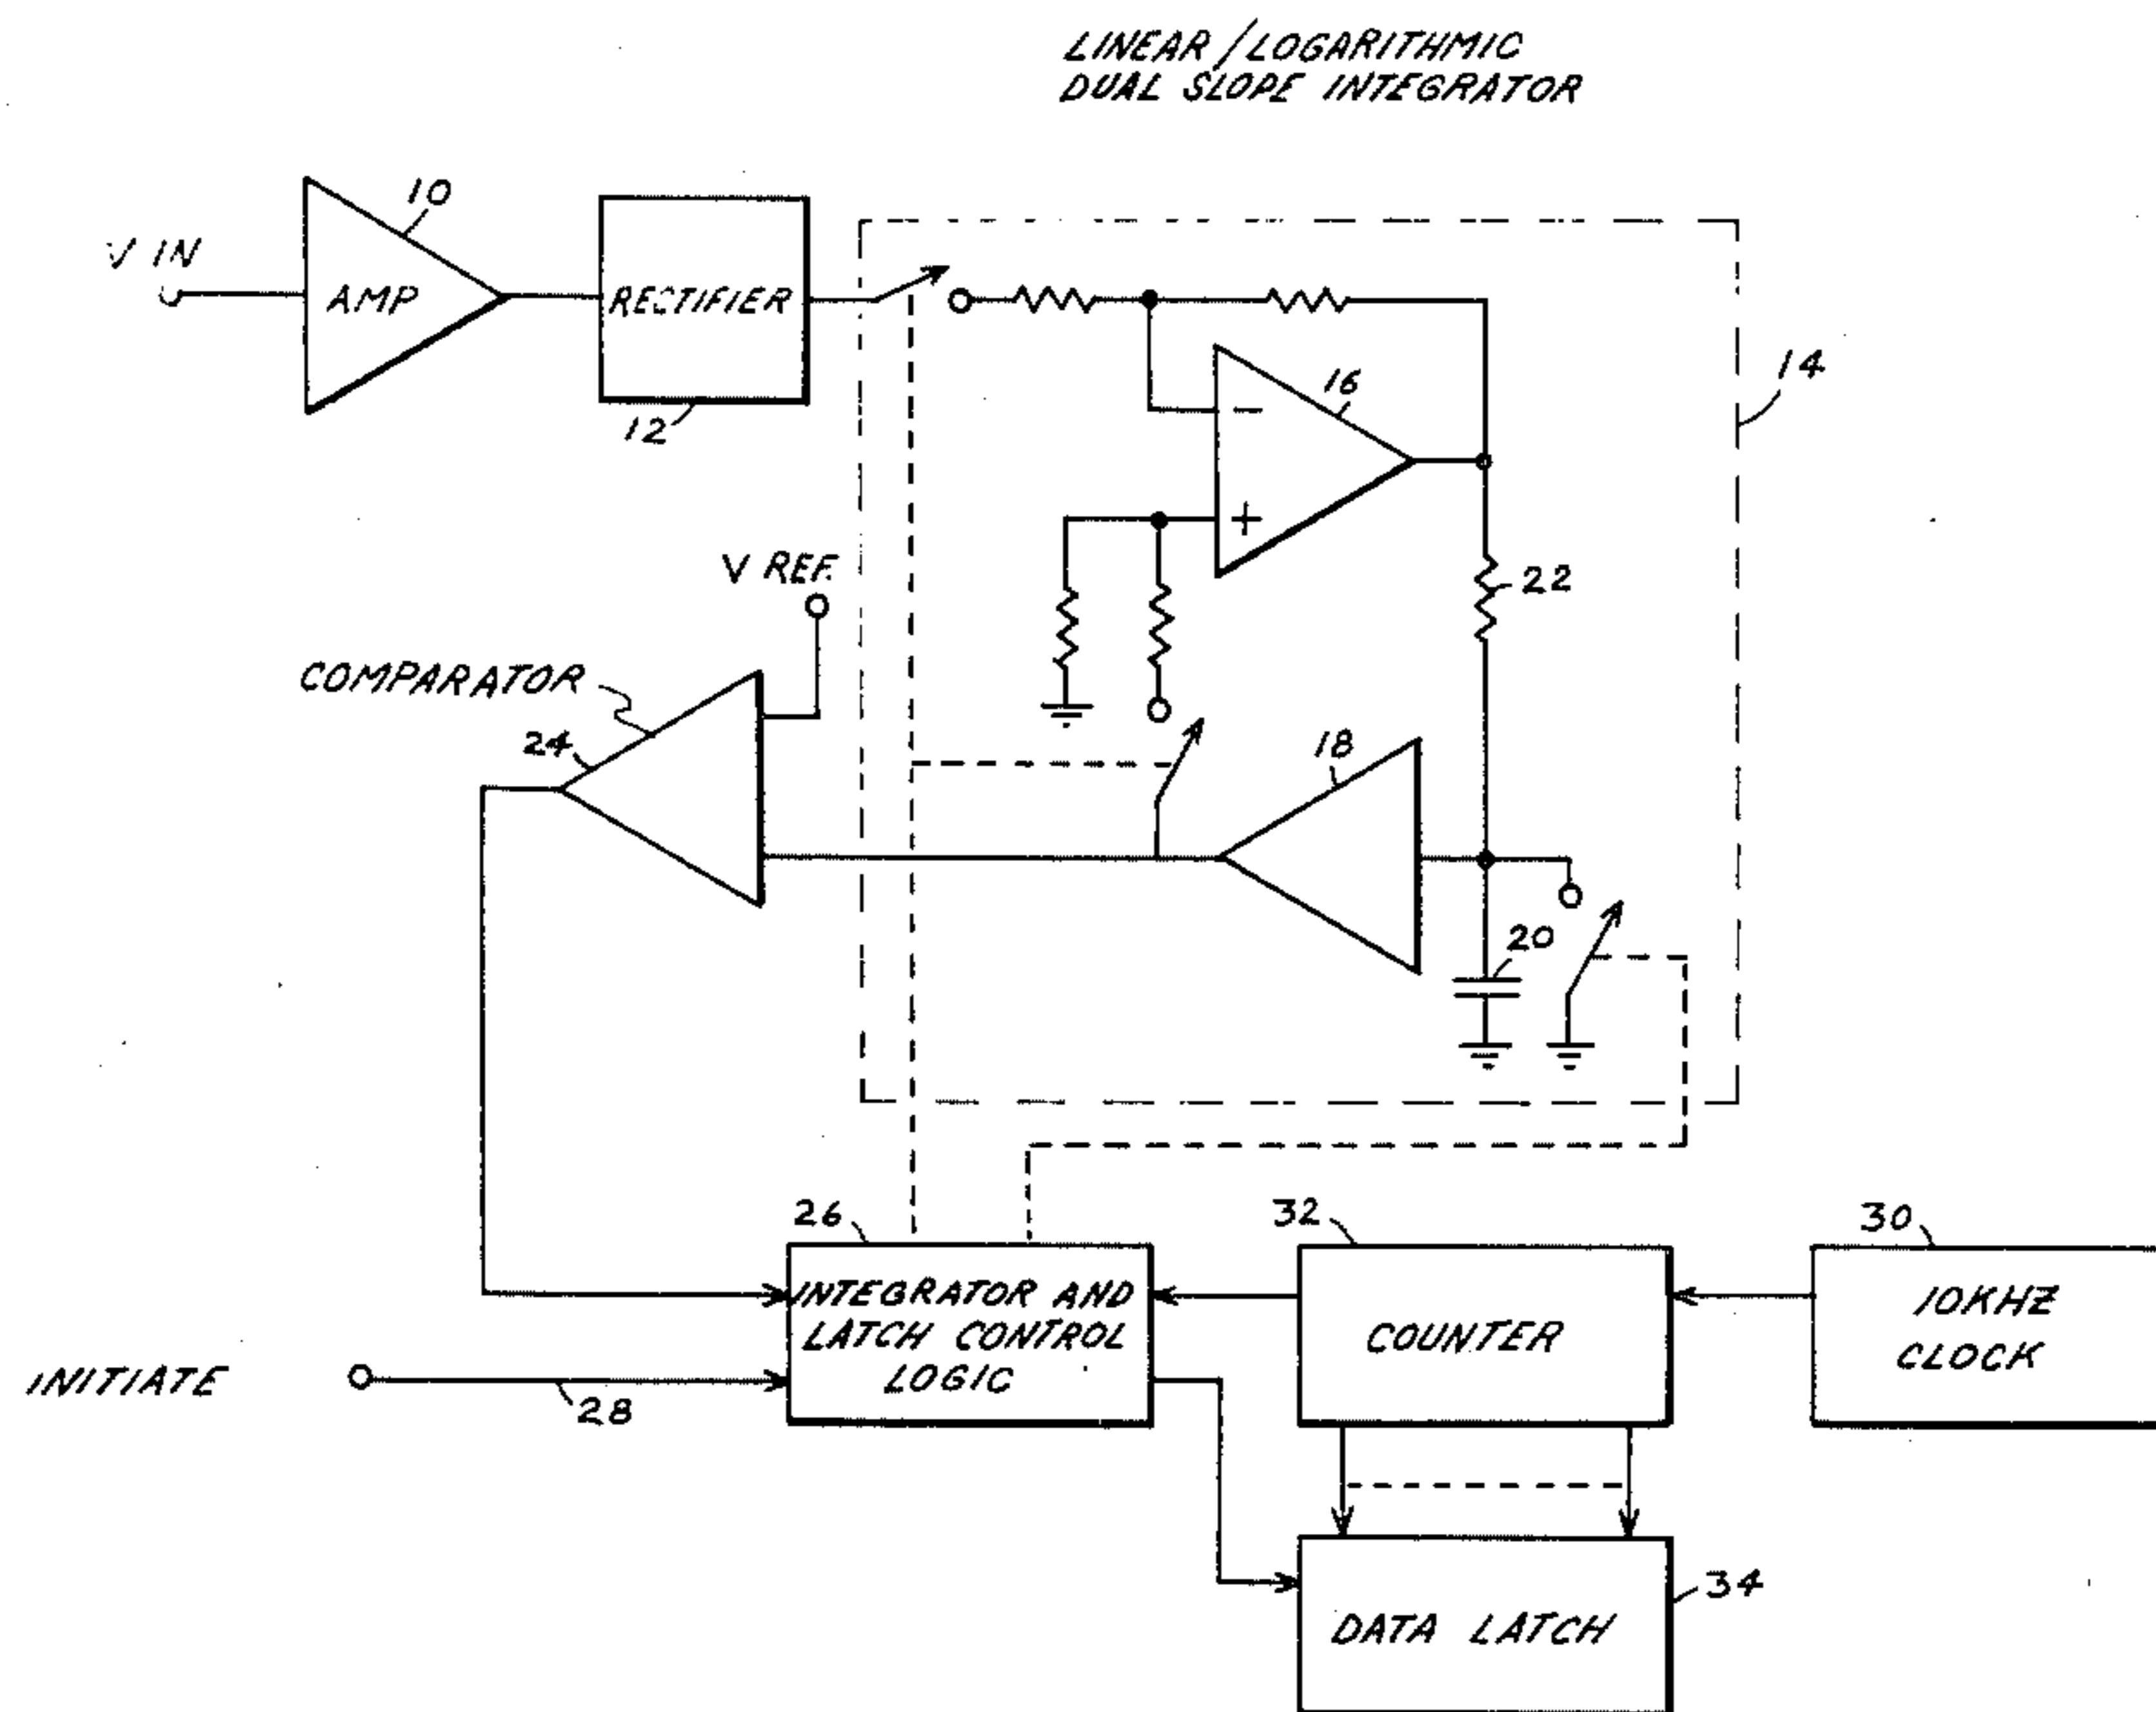 LINEAR/LOGARITHMIC
DUAL SLOPE INTEGRATOR
10
V IN
AMP
RECTIFIER
12
14
16
-
+
V REF.
22
COMPARATOR
24
18
20
26
32
30
INTEGRATOR AND
LATCH CONTROL
LOGIC
COUNTER
10KHZ
CLOCK
INITIATE
28
34
DATA LATCH